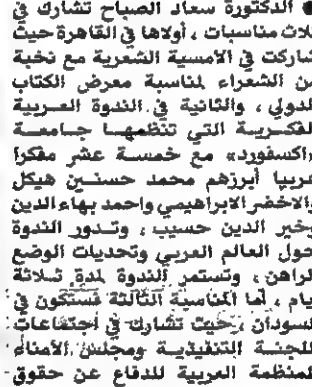 ● الدكتورة سعاد الصباح تشارك في
ثلاث مناسبات ، أولاها في القاهرة حيث
شاركت في الأمسية الشعرية مع نخبة
من الشعراء لمناسبة معرض الكتاب
الدولي ، والثانية في الندوة العربية
الفكرية التي تنظمها جامعة
«اكسفورد» مع خمسة عشر مفكرا
عربيا أبرزهم محمد حسنين هيكل
والاخضر الابراهيمي واحمد بهاء الدين
وخير الدين حسيب ، وتدور الندوة
حول العالم العربي وتحديات الوضع
الراهن ، وتستمر الندوة لمدة ثلاثة
أيام ، أما المناسبة الثالثة فستكون في
السودان ، حيث تشارك في اجتماعات
اللجنة التنفيذية ومجلس الأمناء
للمنظمة العربية للدفاع عن حقوق